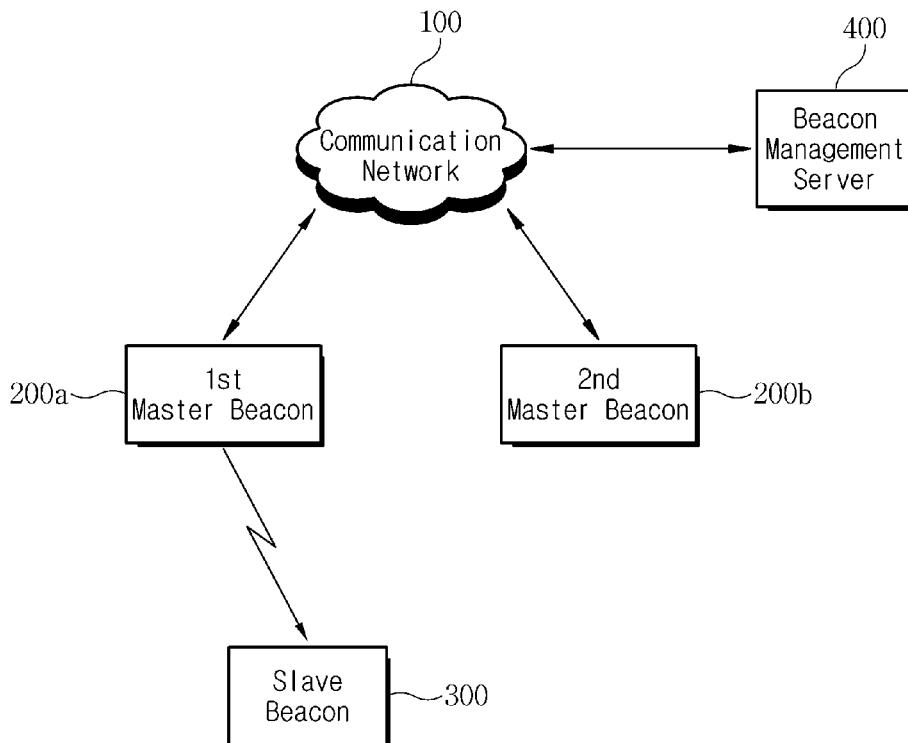 100
400
Communication
Network
Beacon
Management
Server
200a
1st
Master Beacon
2nd
Master Beacon
200b
Slave
Beacon
300